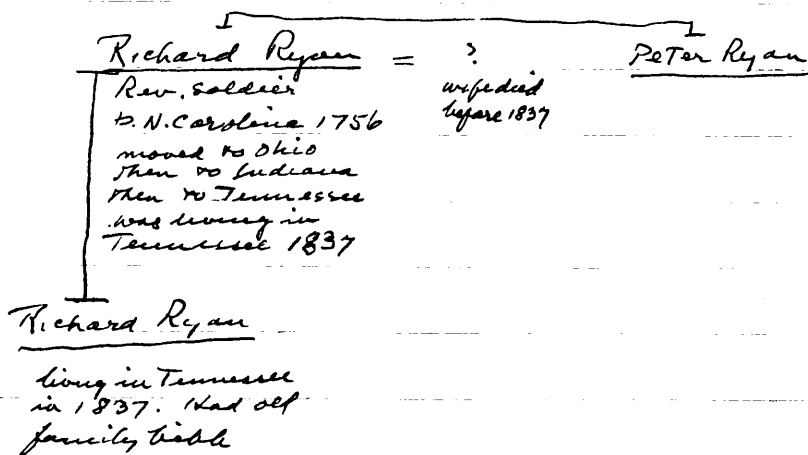 Richard Ryan = ? Peter Ryan
Rev. Soldier
b. N. Carolina 1756
moved to Ohio
then to Indiana
then to Tennessee
was living in
Tennessee 1837
wife died
before 1837
Richard Ryan
living in Tennessee
in 1837. Had old
family bible